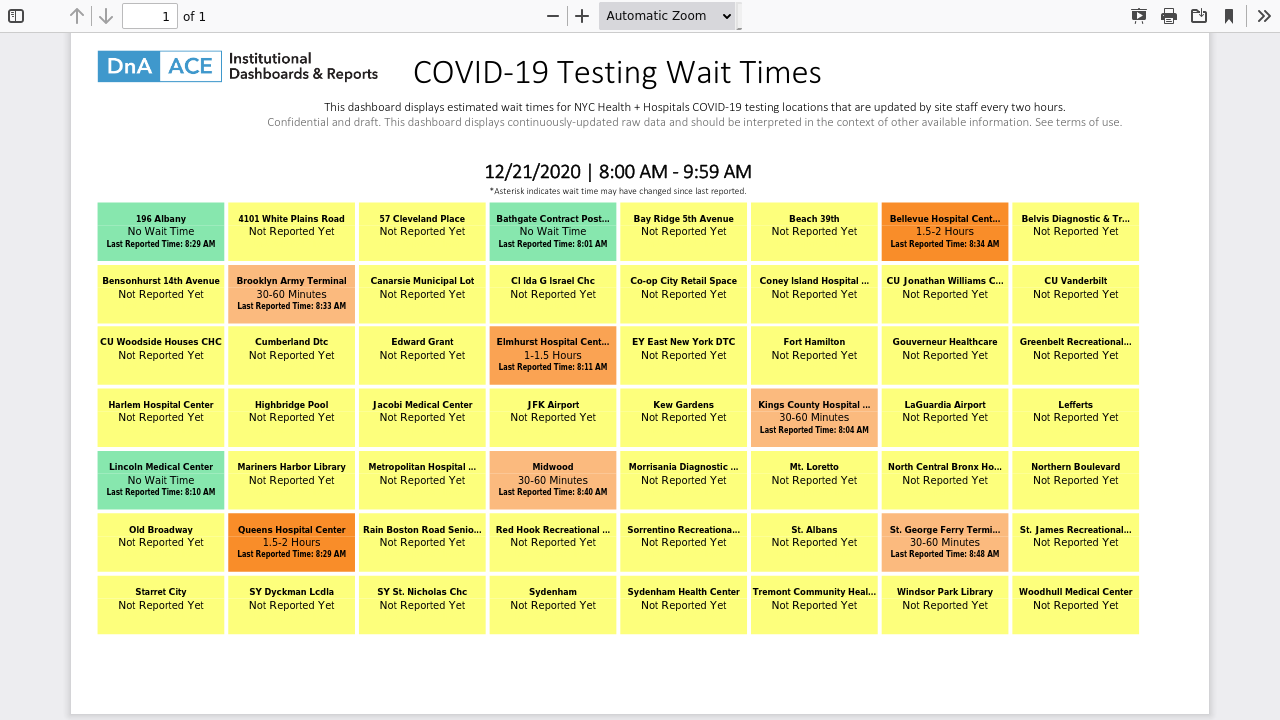 1 of 1 Automatic Zoom
DnA ACE Institutional
Dashboards & Reports
COVID-19 Testing Wait Times
This dashboard displays estimated wait times for NYC Health + Hospitals COVID-19 testing locations that are updated by site staff every two hours.
Confidential and draft. This dashboard displays continuously-updated raw data and should be interpreted in the context of other available information. See terms of use.
12/21/2020 | 8:00 AM - 9:59 AM
*Asterisk indicates wait time may have changed since last reported.
196 Albany
No Wait Time
Last Reported Time: 8:29 AM
4101 White Plains Road
Not Reported Yet
57 Cleveland Place
Not Reported Yet
Bathgate Contract Post...
No Wait Time
Last Reported Time: 8:01 AM
Bay Ridge 5th Avenue
Not Reported Yet
Beach 39th
Not Reported Yet
Bellevue Hospital Cent...
1.5-2 Hours
Last Reported Time: 8:34 AM
Belvis Diagnostic & Tr...
Not Reported Yet
Bensonhurst 14th Avenue
Not Reported Yet
Brooklyn Army Terminal
30-60 Minutes
Last Reported Time: 8:33 AM
Canarsie Municipal Lot
Not Reported Yet
CI Ida G Israel Chc
Not Reported Yet
Co-op City Retail Space
Not Reported Yet
Coney Island Hospital ...
Not Reported Yet
CU Jonathan Williams C...
Not Reported Yet
CU Vanderbilt
Not Reported Yet
CU Woodside Houses CHC
Not Reported Yet
Cumberland Dtc
Not Reported Yet
Edward Grant
Not Reported Yet
Elmhurst Hospital Cent...
1-1.5 Hours
Last Reported Time: 8:11 AM
EY East New York DTC
Not Reported Yet
Fort Hamilton
Not Reported Yet
Gouverneur Healthcare
Not Reported Yet
Greenbelt Recreational...
Not Reported Yet
Harlem Hospital Center
Not Reported Yet
Highbridge Pool
Not Reported Yet
Jacobi Medical Center
Not Reported Yet
JFK Airport
Not Reported Yet
Kew Gardens
Not Reported Yet
Kings County Hospital ...
30-60 Minutes
Last Reported Time: 8:04 AM
LaGuardia Airport
Not Reported Yet
Lefferts
Not Reported Yet
Lincoln Medical Center
No Wait Time
Last Reported Time: 8:10 AM
Mariners Harbor Library
Not Reported Yet
Metropolitan Hospital ...
Not Reported Yet
Midwood
30-60 Minutes
Last Reported Time: 8:40 AM
Morrisania Diagnostic ...
Not Reported Yet
Mt. Loretto
Not Reported Yet
North Central Bronx Ho...
Not Reported Yet
Northern Boulevard
Not Reported Yet
Old Broadway
Not Reported Yet
Queens Hospital Center
1.5-2 Hours
Last Reported Time: 8:29 AM
Rain Boston Road Senio...
Not Reported Yet
Red Hook Recreational ...
Not Reported Yet
Sorrentino Recreationa...
Not Reported Yet
St. Albans
Not Reported Yet
St. George Ferry Termi...
30-60 Minutes
Last Reported Time: 8:48 AM
St. James Recreational...
Not Reported Yet
Starret City
Not Reported Yet
SY Dyckman Lcdla
Not Reported Yet
SY St. Nicholas Chc
Not Reported Yet
Sydenham
Not Reported Yet
Sydenham Health Center
Not Reported Yet
Tremont Community Heal...
Not Reported Yet
Windsor Park Library
Not Reported Yet
Woodhull Medical Center
Not Reported Yet